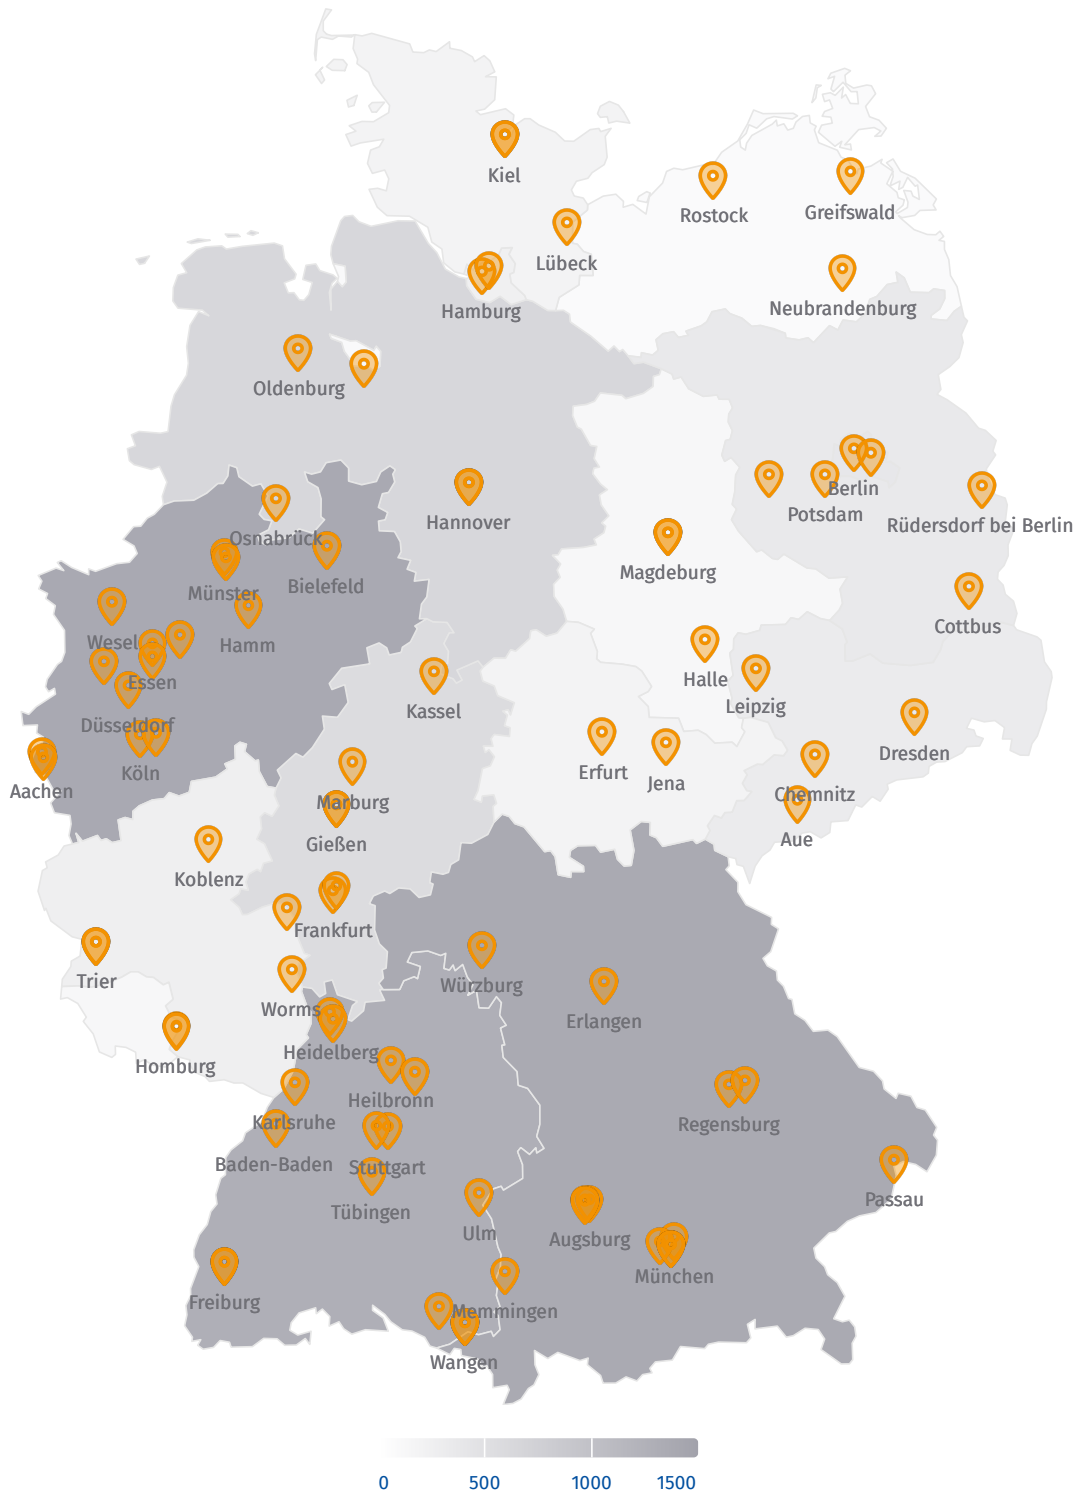 Kiel
Rostock
Greifswald
Lübeck
Hamburg
Neubrandenburg
Oldenburg
Berlin
Potsdam
Hannover
Rüdersdorf bei Berlin
Osnabrück
Magdeburg
Bielefeld
Münster
Cottbus
Wesel
Hamm
Essen
Halle
Leipzig
Kassel
Düsseldorf
Dresden
Köln
Erfurt
Jena
Aachen
Chemnitz
Marburg
Aue
Gießen
Koblenz
Frankfurt
Trier
Würzburg
Worms
Erlangen
Heidelberg
Homburg
Heilbronn
Karlsruhe
Regensburg
Baden-Baden
Stuttgart
Passau
Tübingen
Ulm
Augsburg
München
Freiburg
Memmingen
Wangen
0 500 1000 1500